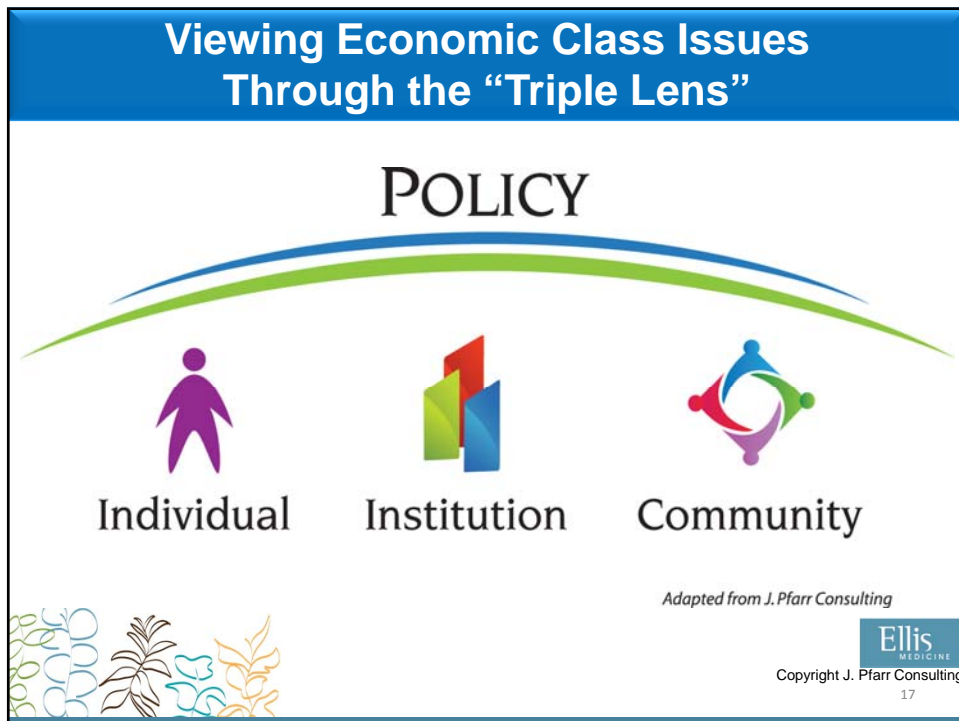 Viewing Economic Class Issues
Through the “Triple Lens”
POLICY
Individual Institution Community
Adapted from J. Pfarr Consulting
Ellis
MEDICINE
Copyright J. Pfarr Consulting
17